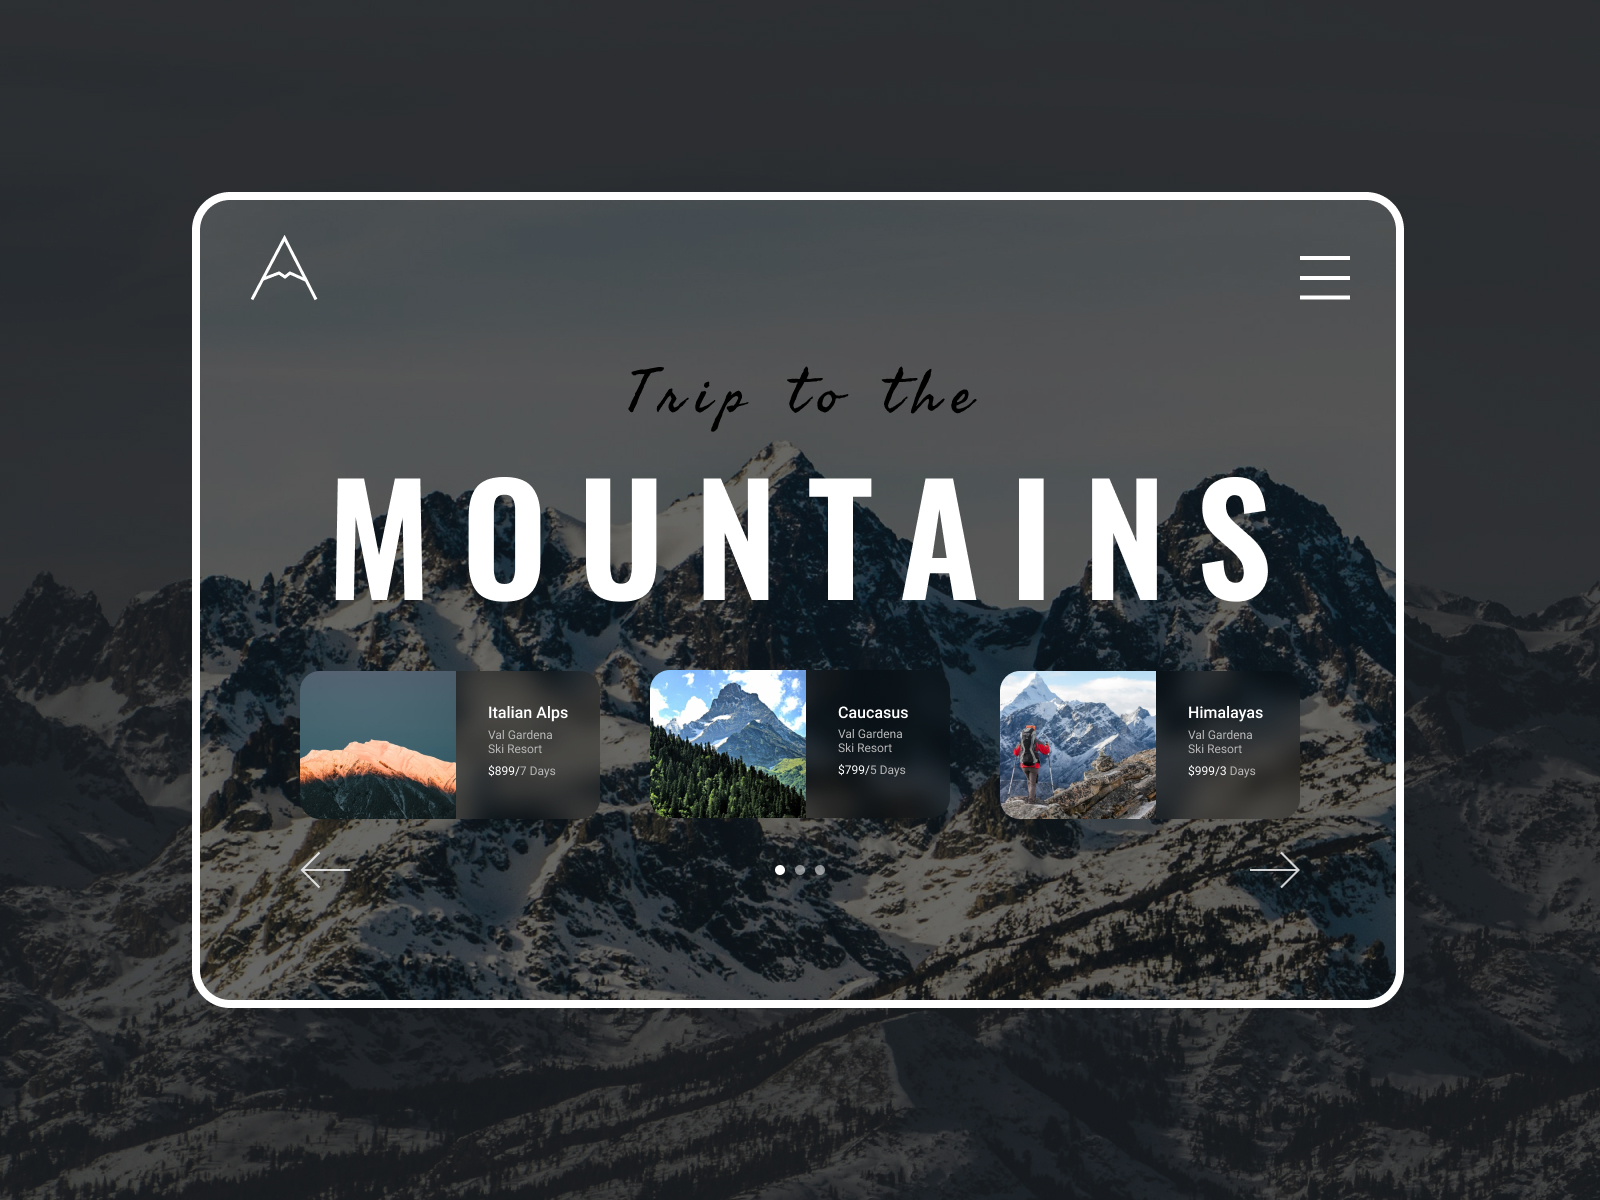 Trip to the
MOUNTAINS
Italian Alps
Val Gardena
Ski Resort
$899/7 Days
Caucasus
Val Gardena
Ski Resort
$799/5 Days
Himalayas
Val Gardena
Ski Resort
$999/3 Days